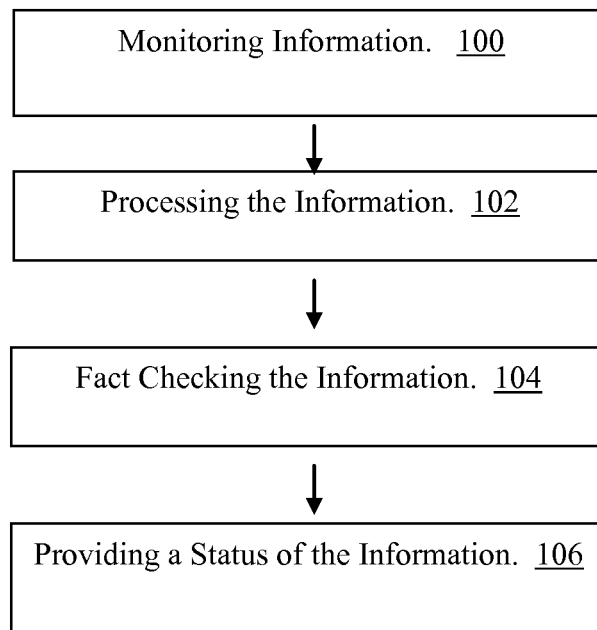 Monitoring Information. 100
Processing the Information. 102
Fact Checking the Information. 104
Providing a Status of the Information. 106